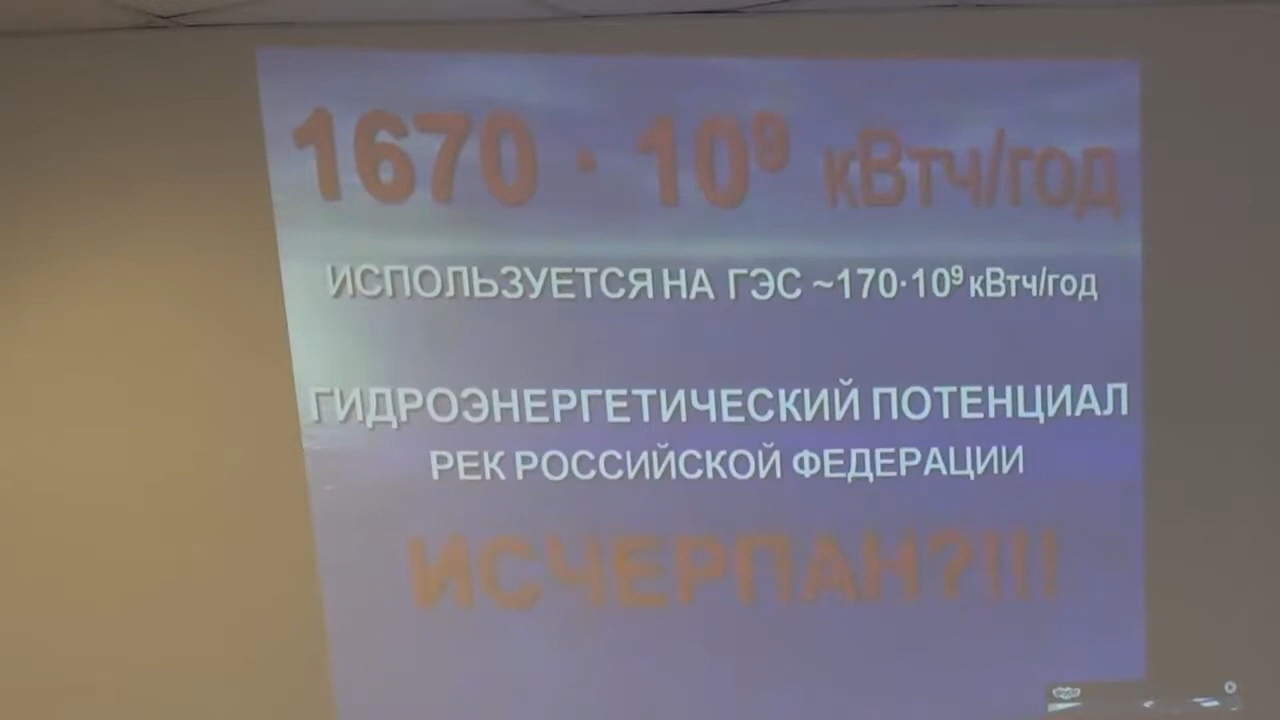 1670 · 10⁹ кВтч/год
ИСПОЛЬЗУЕТСЯ НА ГЭС ~170·10⁹ кВтч/год
ГИДРОЭНЕРГЕТИЧЕСКИЙ ПОТЕНЦИАЛ
РЕК РОССИЙСКОЙ ФЕДЕРАЦИИ
ИСЧЕРПАН?!!!